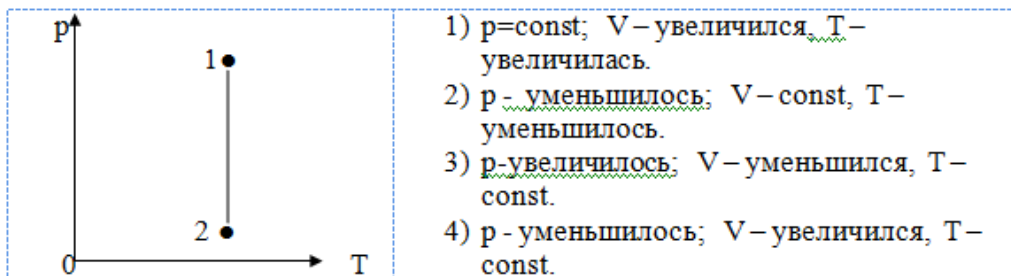 p
1
2
0
T
1) p=const; V – увеличился, T –
увеличилась.
2) p - уменьшилось; V – const, T –
уменьшилось.
3) p-увеличилось; V – уменьшился, T –
const.
4) p - уменьшилось; V – увеличился, T –
const.